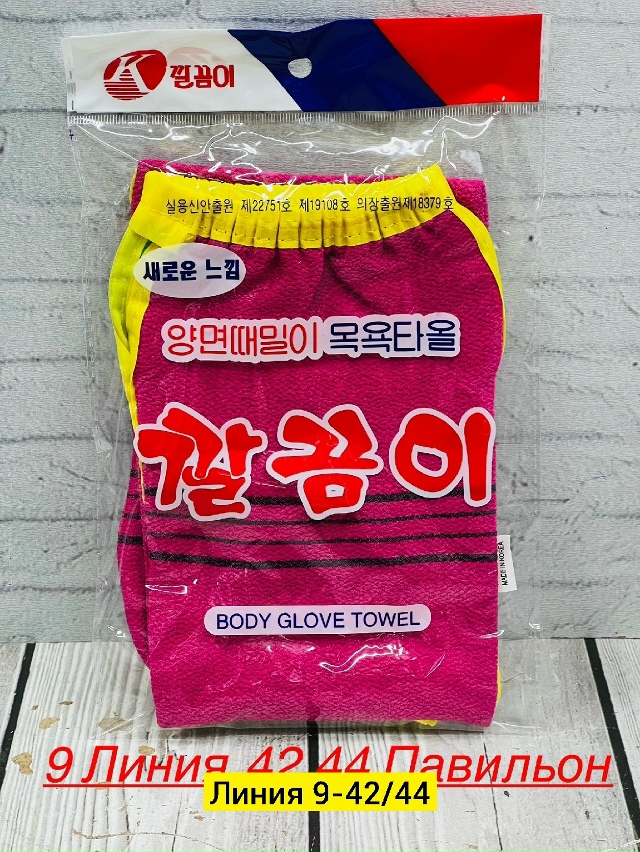 K 깔끔이
실용신안출원 제22751호 제19108호 의장출원제18379호
새로운 느낌
양면때밀이 목욕타올
깔끔이
MADE IN KOREA
BODY GLOVE TOWEL
9 Линия 42 44 Павильон
Линия 9-42/44